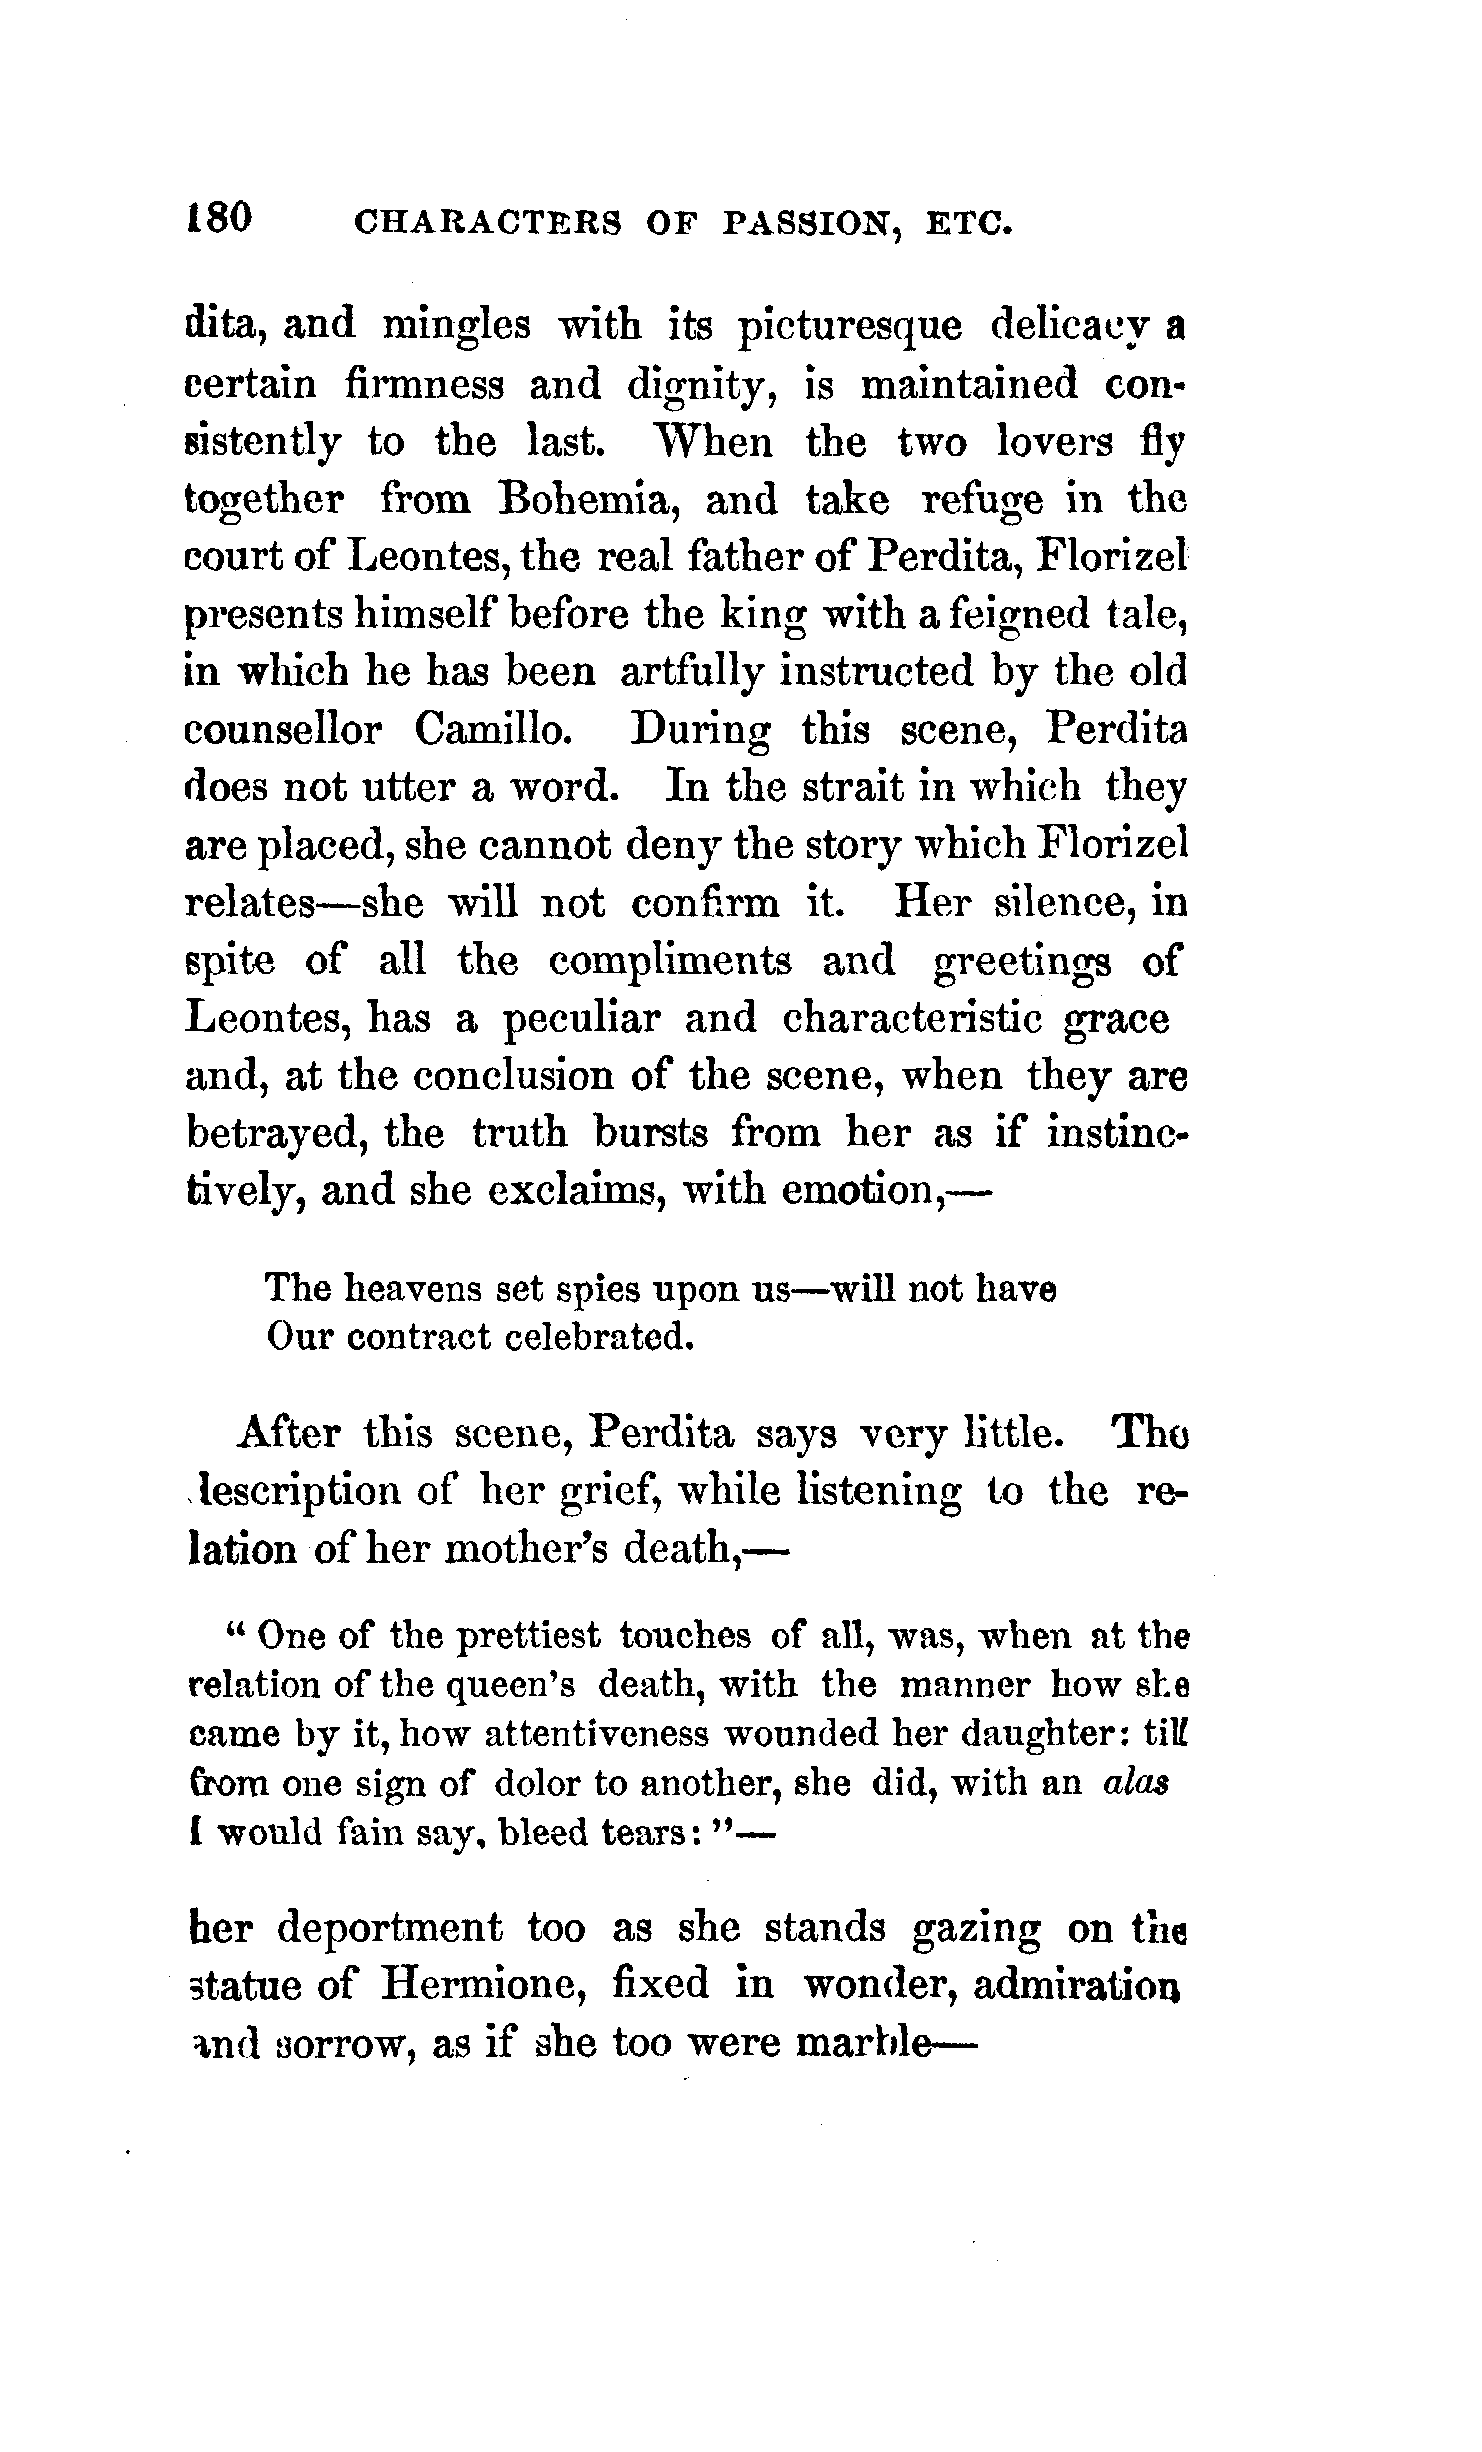 180 CHARACTERS OF PASSION, ETC.
dita, and mingles with its picturesque delicacy a
certain firmness and dignity, is maintained con-
sistently to the last. When the two lovers fly
together from Bohemia, and take refuge in the
court of Leontes, the real father of Perdita, Florizel
presents himself before the king with a feigned tale,
in which he has been artfully instructed by the old
counsellor Camillo. During this scene, Perdita
does not utter a word. In the strait in which they
are placed, she cannot deny the story which Florizel
relates—she will not confirm it. Her silence, in
spite of all the compliments and greetings of
Leontes, has a peculiar and characteristic grace
and, at the conclusion of the scene, when they are
betrayed, the truth bursts from her as if instinc-
tively, and she exclaims, with emotion,—
The heavens set spies upon us—will not have
Our contract celebrated.
After this scene, Perdita says very little. The
description of her grief, while listening to the re-
lation of her mother's death,—
" One of the prettiest touches of all, was, when at the
relation of the queen's death, with the manner how she
came by it, how attentiveness wounded her daughter: till
from one sign of dolor to another, she did, with an alas
I would fain say, bleed tears: "—
her deportment too as she stands gazing on the
statue of Hermione, fixed in wonder, admiration
and sorrow, as if she too were marble—